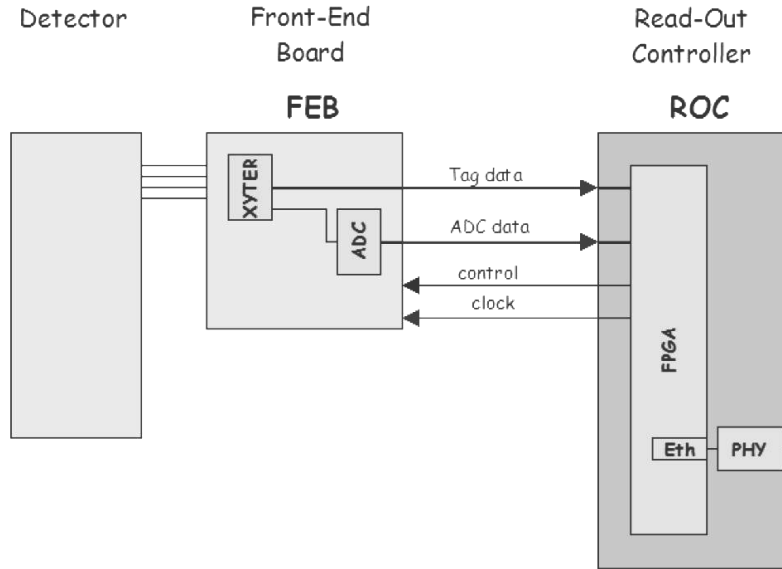 Detector
Front-End
Board
FEB
Read-Out
Controller
ROC
XYTER
ADC
Tag data
ADC data
control
clock
FPGA
Eth
PHY